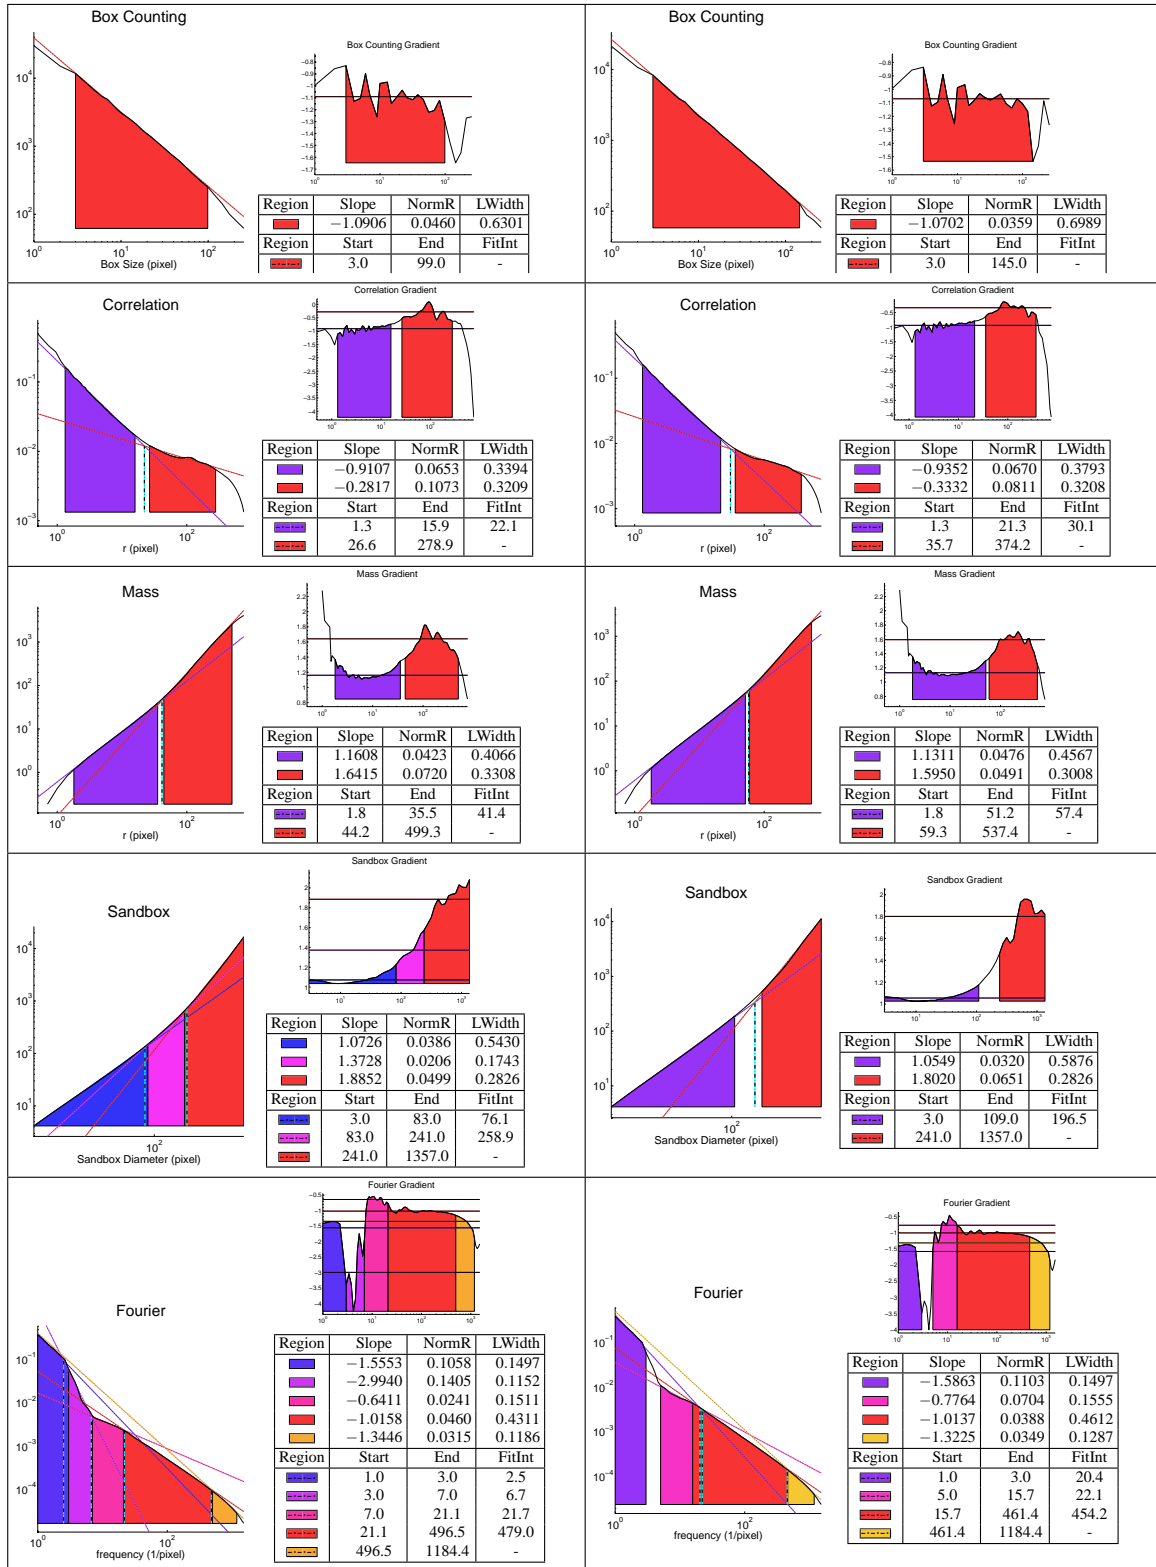 Box Counting
Box Counting Gradient
Region Slope NormR LWidth
−1.0906 0.0460 0.6301
Region Start End FitInt
3.0 99.0 -
Box Size (pixel)
Box Counting
Box Counting Gradient
Region Slope NormR LWidth
−1.0702 0.0359 0.6989
Region Start End FitInt
3.0 145.0 -
Box Size (pixel)
Correlation
Correlation Gradient
Region Slope NormR LWidth
−0.9107 0.0653 0.3394
−0.2817 0.1073 0.3209
Region Start End FitInt
1.3 15.9 22.1
26.6 278.9 -
r (pixel)
Correlation
Correlation Gradient
Region Slope NormR LWidth
−0.9352 0.0670 0.3793
−0.3332 0.0811 0.3208
Region Start End FitInt
1.3 21.3 30.1
35.7 374.2 -
r (pixel)
Mass
Mass Gradient
Region Slope NormR LWidth
1.1608 0.0423 0.4066
1.6415 0.0720 0.3308
Region Start End FitInt
1.8 35.5 41.4
44.2 499.3 -
r (pixel)
Mass
Mass Gradient
Region Slope NormR LWidth
1.1311 0.0476 0.4567
1.5950 0.0491 0.3008
Region Start End FitInt
1.8 51.2 57.4
59.3 537.4 -
r (pixel)
Sandbox
Sandbox Gradient
Region Slope NormR LWidth
1.0726 0.0386 0.5430
1.3728 0.0206 0.1743
1.8852 0.0499 0.2826
Region Start End FitInt
3.0 83.0 76.1
83.0 241.0 258.9
241.0 1357.0 -
Sandbox Diameter (pixel)
Sandbox
Sandbox Gradient
Region Slope NormR LWidth
1.0549 0.0320 0.5876
1.8020 0.0651 0.2826
Region Start End FitInt
3.0 109.0 196.5
241.0 1357.0 -
Sandbox Diameter (pixel)
Fourier
Fourier Gradient
Region Slope NormR LWidth
−1.5553 0.1058 0.1497
−2.9940 0.1405 0.1152
−0.6411 0.0241 0.1511
−1.0158 0.0460 0.4311
−1.3446 0.0315 0.1186
Region Start End FitInt
1.0 3.0 2.5
3.0 7.0 6.7
7.0 21.1 21.7
21.1 496.5 479.0
496.5 1184.4 -
frequency (1/pixel)
Fourier
Fourier Gradient
Region Slope NormR LWidth
−1.5863 0.1103 0.1497
−0.7764 0.0704 0.1555
−1.0137 0.0388 0.4612
−1.3225 0.0349 0.1287
Region Start End FitInt
1.0 3.0 20.4
5.0 15.7 22.1
15.7 461.4 454.2
461.4 1184.4 -
frequency (1/pixel)